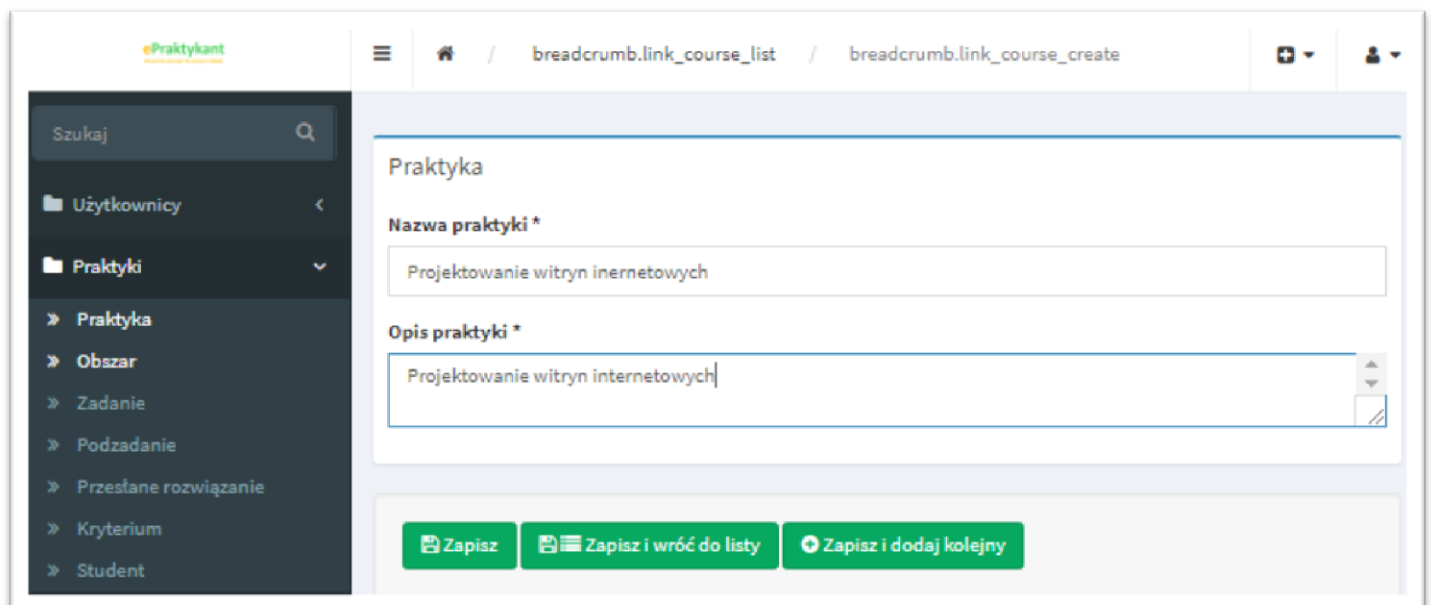 ePraktykant
breadcrumb.link_course_list / breadcrumb.link_course_create
Szukaj
Użytkownicy
Praktyki
Praktyka
Obszar
Zadanie
Podzadanie
Przesłane rozwiązanie
Kryterium
Student
Praktyka
Nazwa praktyki *
Projektowanie witryn inernetowych
Opis praktyki *
Projektowanie witryn internetowych
Zapisz
Zapisz i wróć do listy
Zapisz i dodaj kolejny